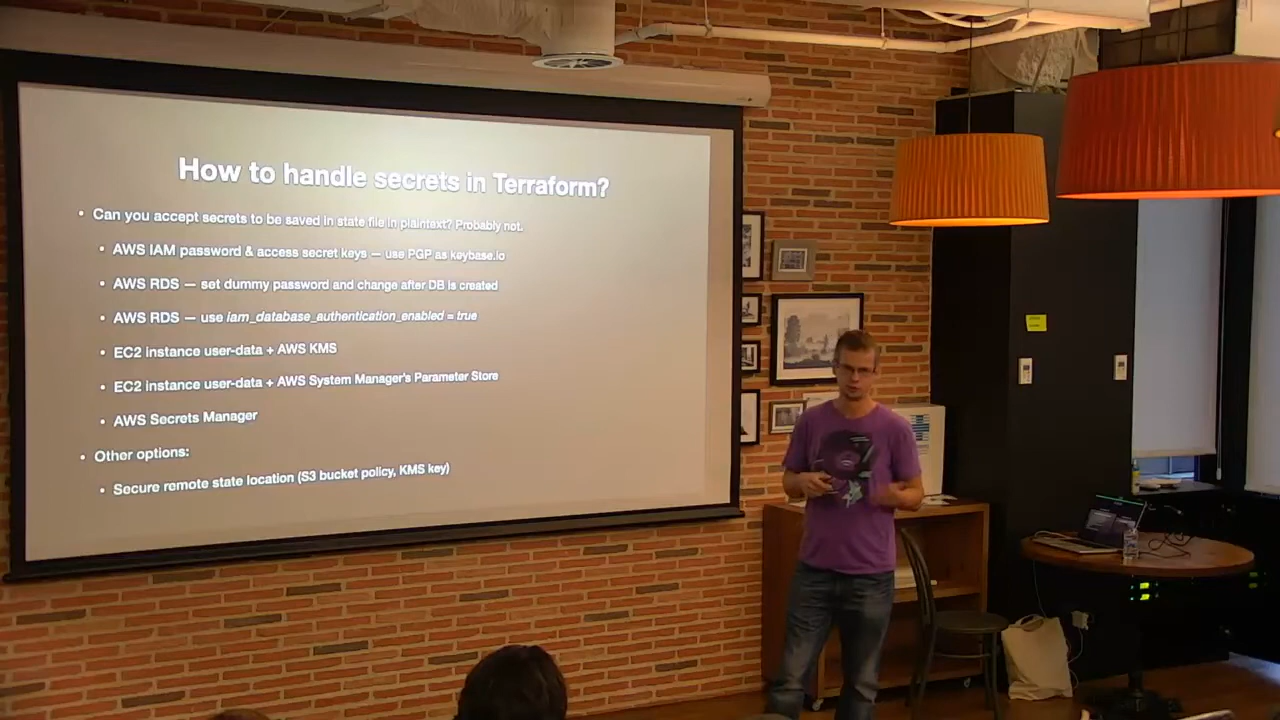 How to handle secrets in Terraform?
• Can you accept secrets to be saved in state file in plaintext? Probably not.
• AWS IAM password & access secret keys — use PGP as keybase.io
• AWS RDS — set dummy password and change after DB is created
• AWS RDS — use iam_database_authentication_enabled = true
• EC2 instance user-data + AWS KMS
• EC2 instance user-data + AWS System Manager's Parameter Store
• AWS Secrets Manager
• Other options:
• Secure remote state location (S3 bucket policy, KMS key)